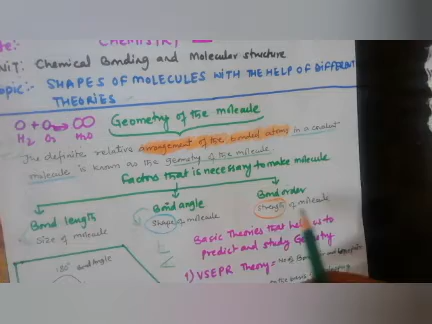 CHEMISTRY
UNIT: Chemical Bonding and Molecular structure
Topic: SHAPES OF MOLECULES WITH THE HELP OF DIFFERENT
THEORIES
O + O → OO
H₂ O₂ H₂O
Geometry of the molecule
The definite relative arrangement of the bonded atoms in a covalent
molecule is known as the geometry of the molecule.
Factors that is necessary to make molecule
Bond length
Size of molecule
Bond angle
Shape of molecule
Bond order
strength of molecule
Basic Theories that help us to
predict and study Geometry
1) VSEPR Theory =
180° bond angle